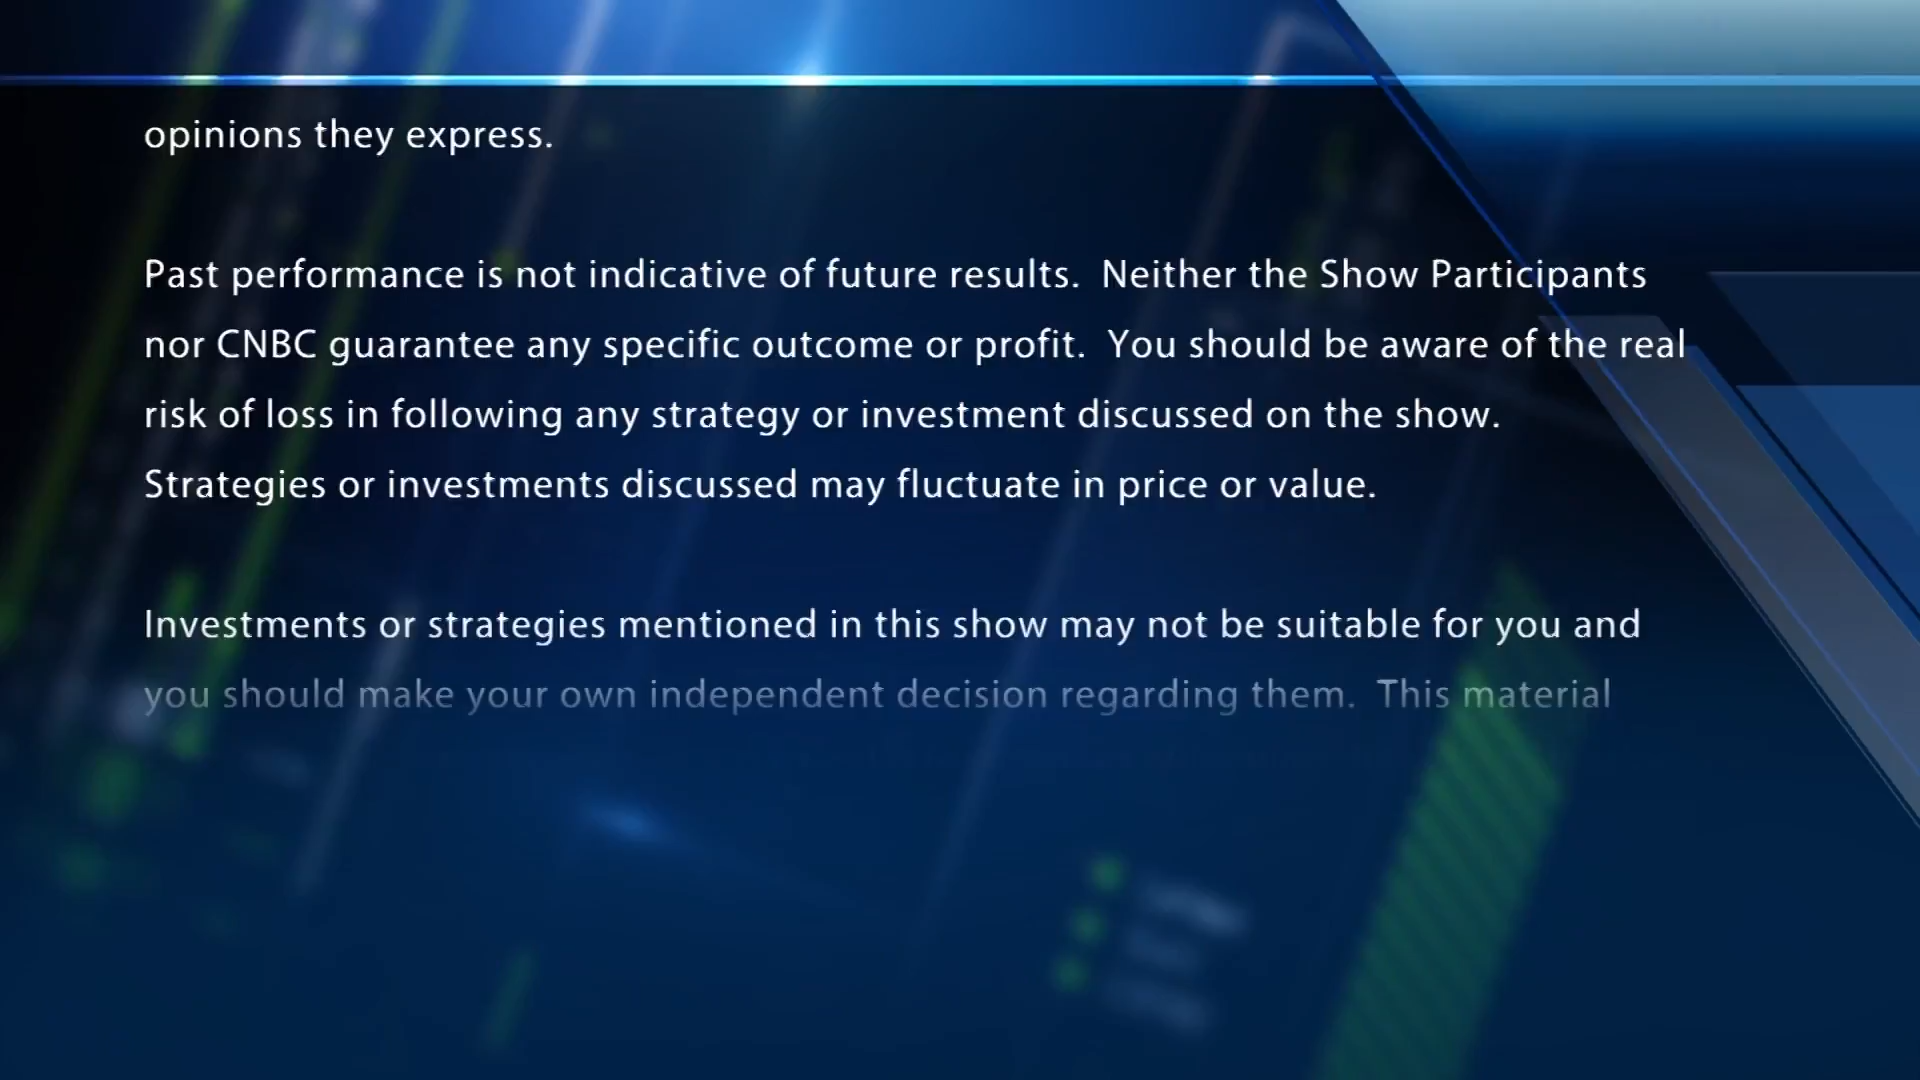 opinions they express.
Past performance is not indicative of future results.  Neither the Show Participants
nor CNBC guarantee any specific outcome or profit.  You should be aware of the real
risk of loss in following any strategy or investment discussed on the show.
Strategies or investments discussed may fluctuate in price or value.
Investments or strategies mentioned in this show may not be suitable for you and
you should make your own independent decision regarding them.  This material